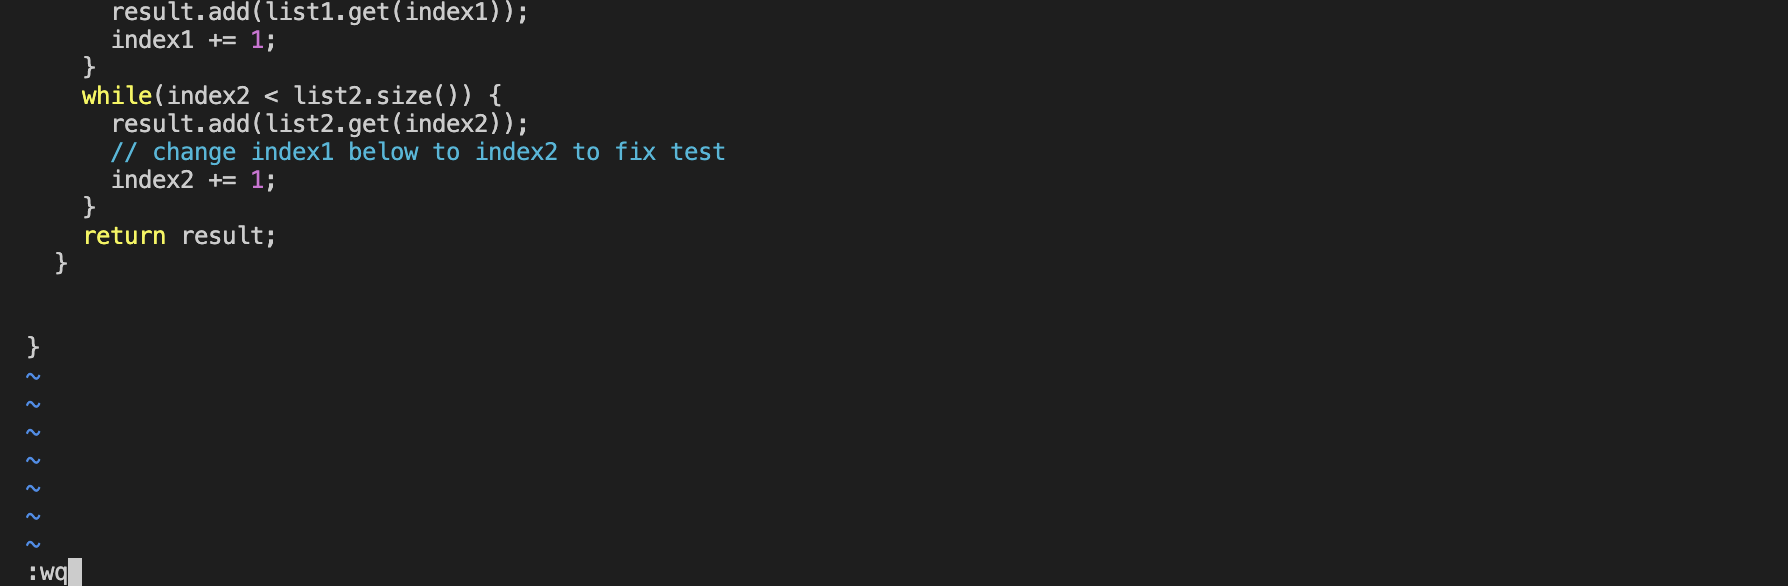 result.add(list1.get(index1));
      index1 += 1;
    }
    while(index2 < list2.size()) {
      result.add(list2.get(index2));
      // change index1 below to index2 to fix test
      index2 += 1;
    }
    return result;
  }


}
~
~
~
~
~
~
~
:wq